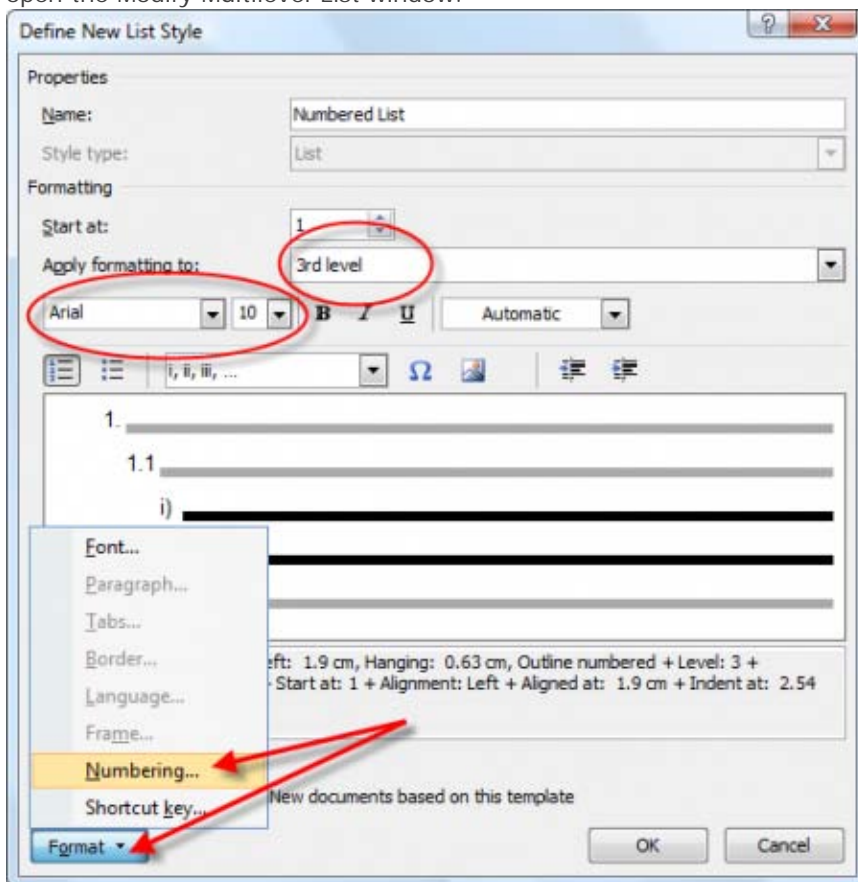 open the Modify Multilevel List window.
Define New List Style
Properties
Name: Numbered List
Style type: List
Formatting
Start at: 1
Apply formatting to: 3rd level
Arial 10 B I U Automatic
i, ii, iii, ... Ω
1.
1.1
i)
Font...
Paragraph...
Tabs...
Border...
Language...
Frame...
Numbering...
Shortcut key...
eft: 1.9 cm, Hanging: 0.63 cm, Outline numbered + Level: 3 +
Start at: 1 + Alignment: Left + Aligned at: 1.9 cm + Indent at: 2.54
New documents based on this template
Format OK Cancel